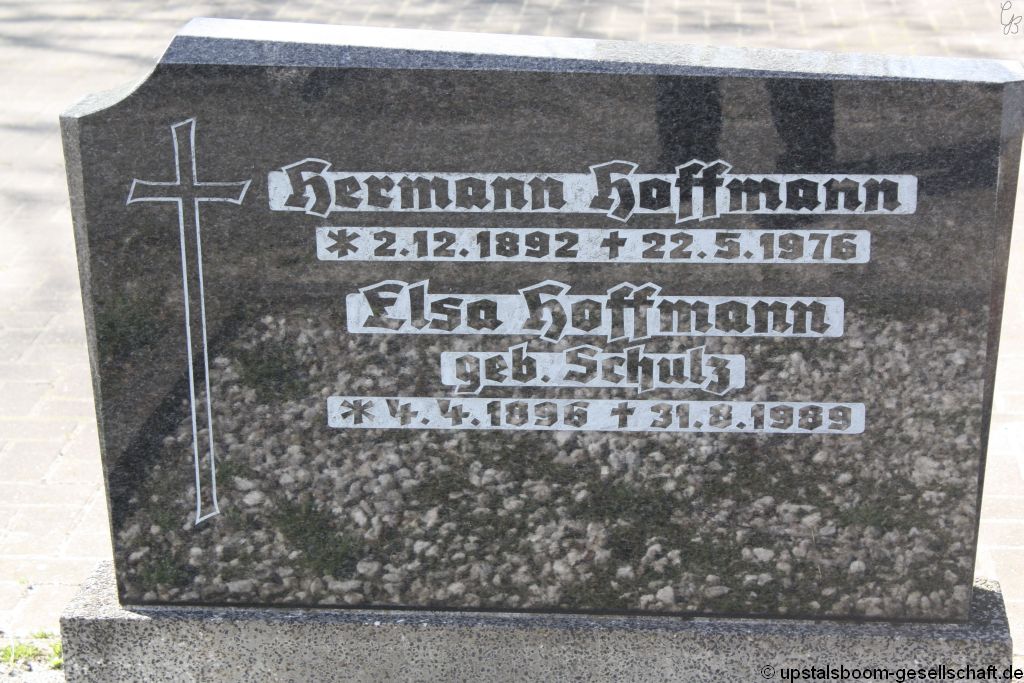 Hermann Hoffmann
* 2.12.1892 † 22.5.1976
Elsa Hoffmann
geb. Schulz
* 4.4.1896 † 31.8.1989
© upstalsboom-gesellschaft.de